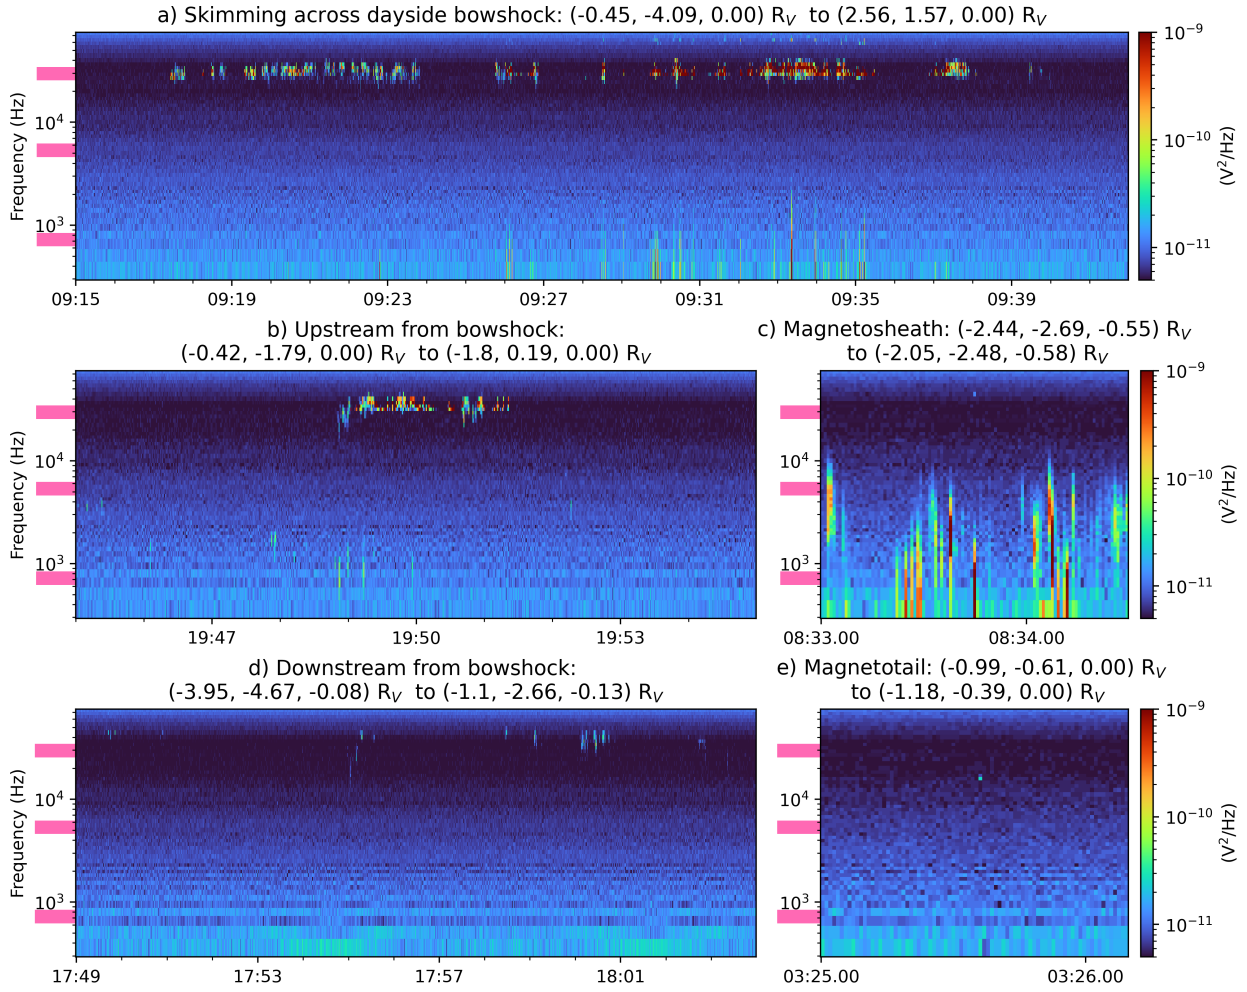 a) Skimming across dayside bowshock: (-0.45, -4.09, 0.00) R_V to (2.56, 1.57, 0.00) R_V
Frequency (Hz)
10^4
10^3
09:15 09:19 09:23 09:27 09:31 09:35 09:39
10^-9
10^-10
10^-11
(V^2/Hz)
b) Upstream from bowshock:
(-0.42, -1.79, 0.00) R_V to (-1.8, 0.19, 0.00) R_V
Frequency (Hz)
10^4
10^3
19:47 19:50 19:53
c) Magnetosheath: (-2.44, -2.69, -0.55) R_V
to (-2.05, -2.48, -0.58) R_V
10^4
10^3
08:33.00 08:34.00
10^-9
10^-10
10^-11
(V^2/Hz)
d) Downstream from bowshock:
(-3.95, -4.67, -0.08) R_V to (-1.1, -2.66, -0.13) R_V
Frequency (Hz)
10^4
10^3
17:49 17:53 17:57 18:01
e) Magnetotail: (-0.99, -0.61, 0.00) R_V
to (-1.18, -0.39, 0.00) R_V
10^4
10^3
03:25.00 03:26.00
10^-9
10^-10
10^-11
(V^2/Hz)